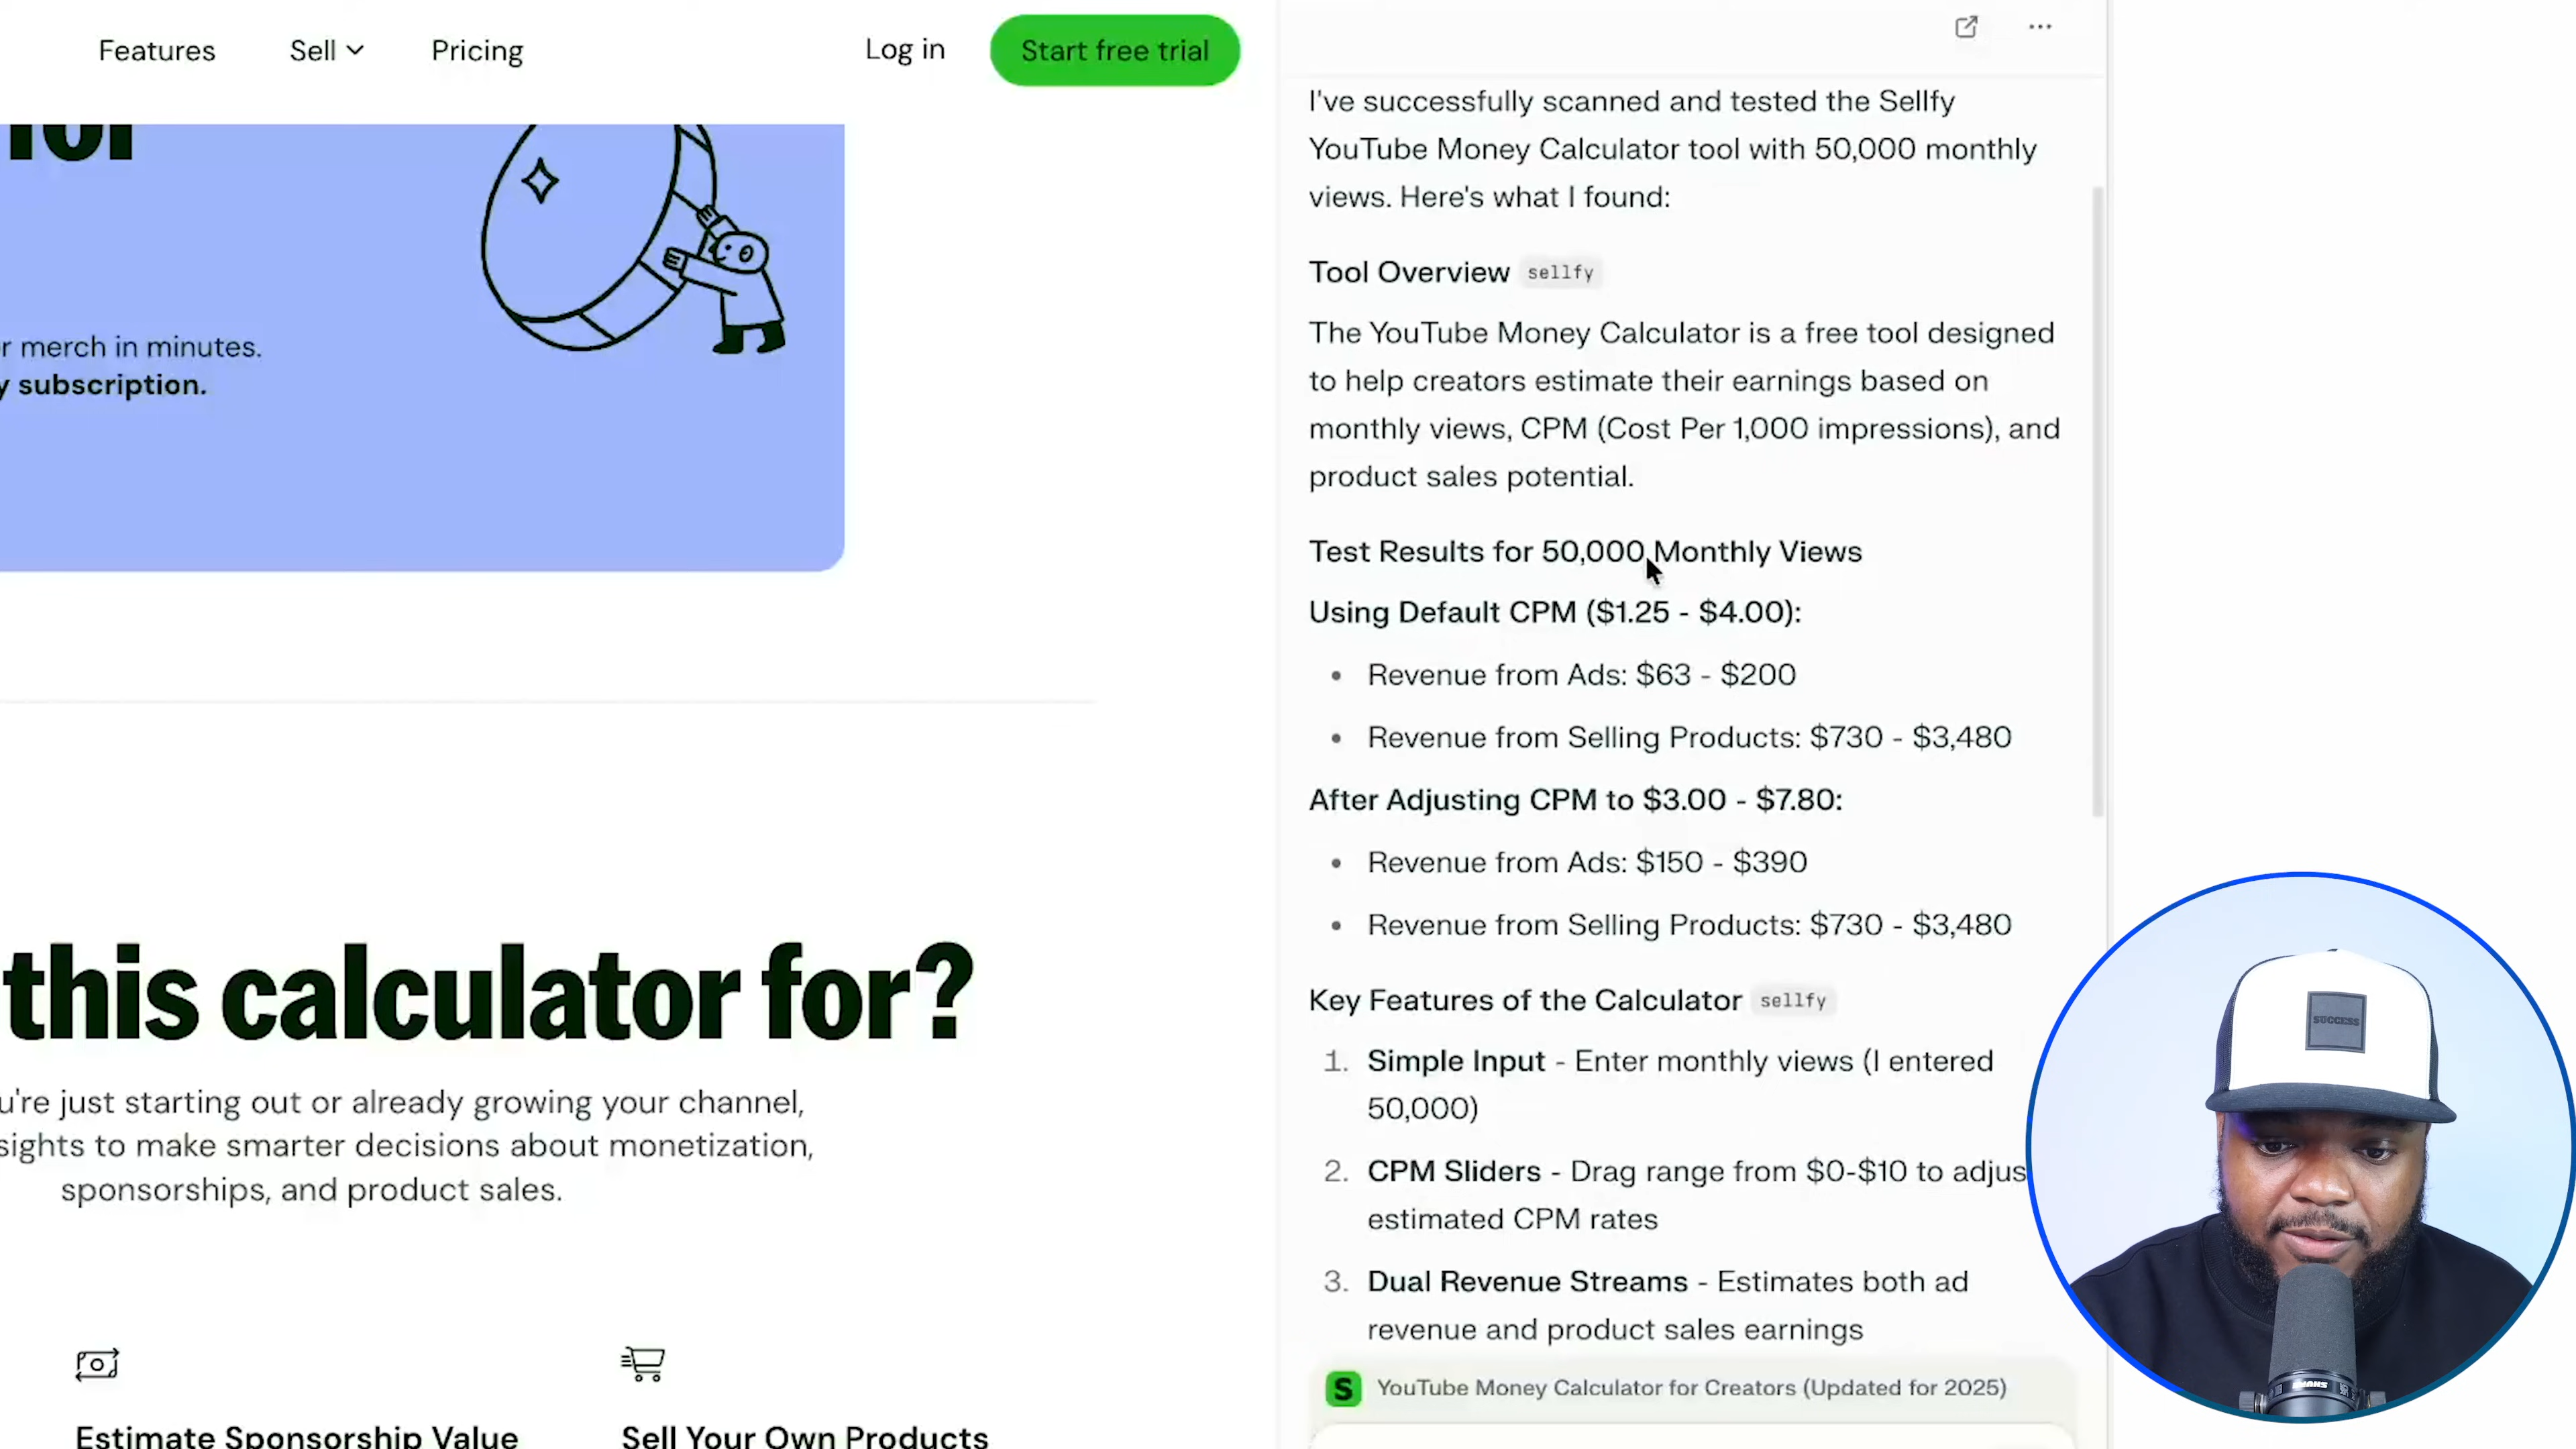 Features
Sell
Pricing
Log in
Start free trial
for
r merch in minutes.
y subscription.
this calculator for?
u're just starting out or already growing your channel,
sights to make smarter decisions about monetization,
sponsorships, and product sales.
Estimate Sponsorship Value
Sell Your Own Products
I've successfully scanned and tested the Sellfy
YouTube Money Calculator tool with 50,000 monthly
views. Here's what I found:
Tool Overview sellfy
The YouTube Money Calculator is a free tool designed
to help creators estimate their earnings based on
monthly views, CPM (Cost Per 1,000 impressions), and
product sales potential.
Test Results for 50,000 Monthly Views
Using Default CPM ($1.25 - $4.00):
• Revenue from Ads: $63 - $200
• Revenue from Selling Products: $730 - $3,480
After Adjusting CPM to $3.00 - $7.80:
• Revenue from Ads: $150 - $390
• Revenue from Selling Products: $730 - $3,480
Key Features of the Calculator sellfy
1. Simple Input - Enter monthly views (I entered
50,000)
2. CPM Sliders - Drag range from $0-$10 to adjus
estimated CPM rates
3. Dual Revenue Streams - Estimates both ad
revenue and product sales earnings
S YouTube Money Calculator for Creators (Updated for 2025)
SUCCESS